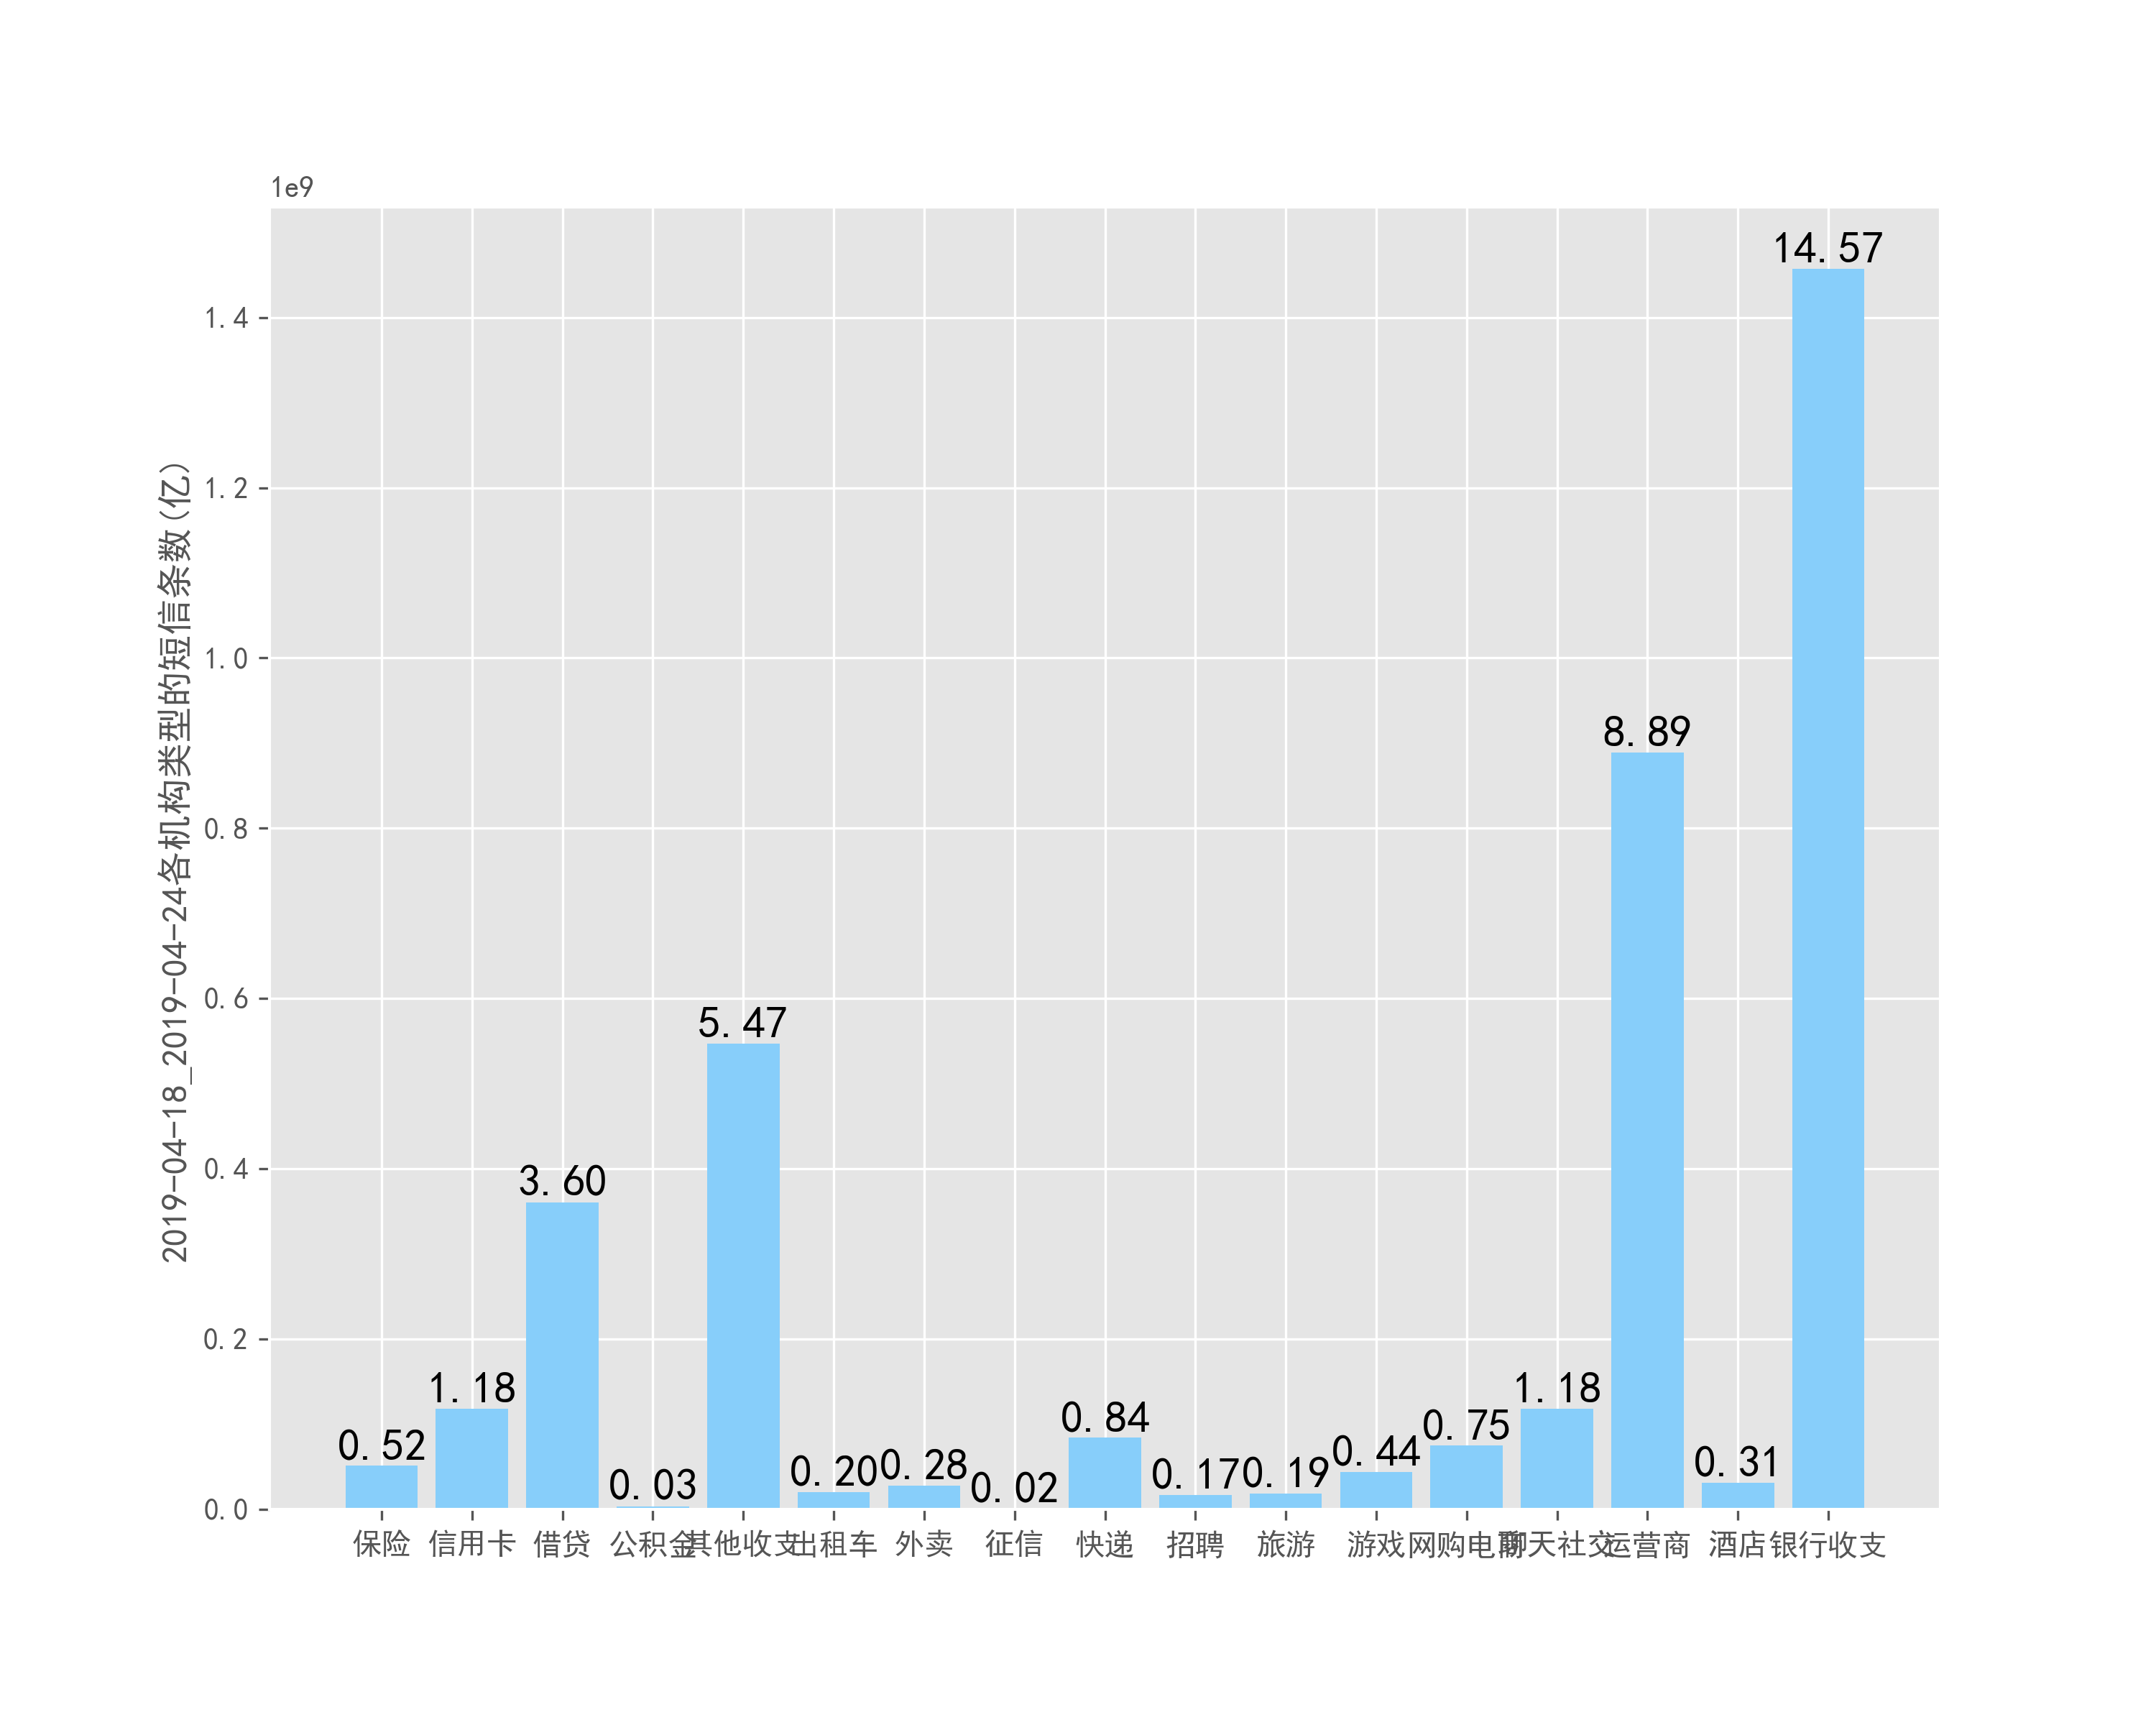 1e9
2019-04-18_2019-04-24各机构类型的短信条数(亿)
1.4
1.2
1.0
0.8
0.6
0.4
0.2
0.0
0.52
1.18
3.60
0.03
5.47
0.20
0.28
0.02
0.84
0.17
0.19
0.44
0.75
1.18
8.89
0.31
14.57
保险
信用卡
借贷
公积金
其他收支
出租车
外卖
征信
快递
招聘
旅游
游戏
网购电商
聊天社交
运营商
酒店
银行收支